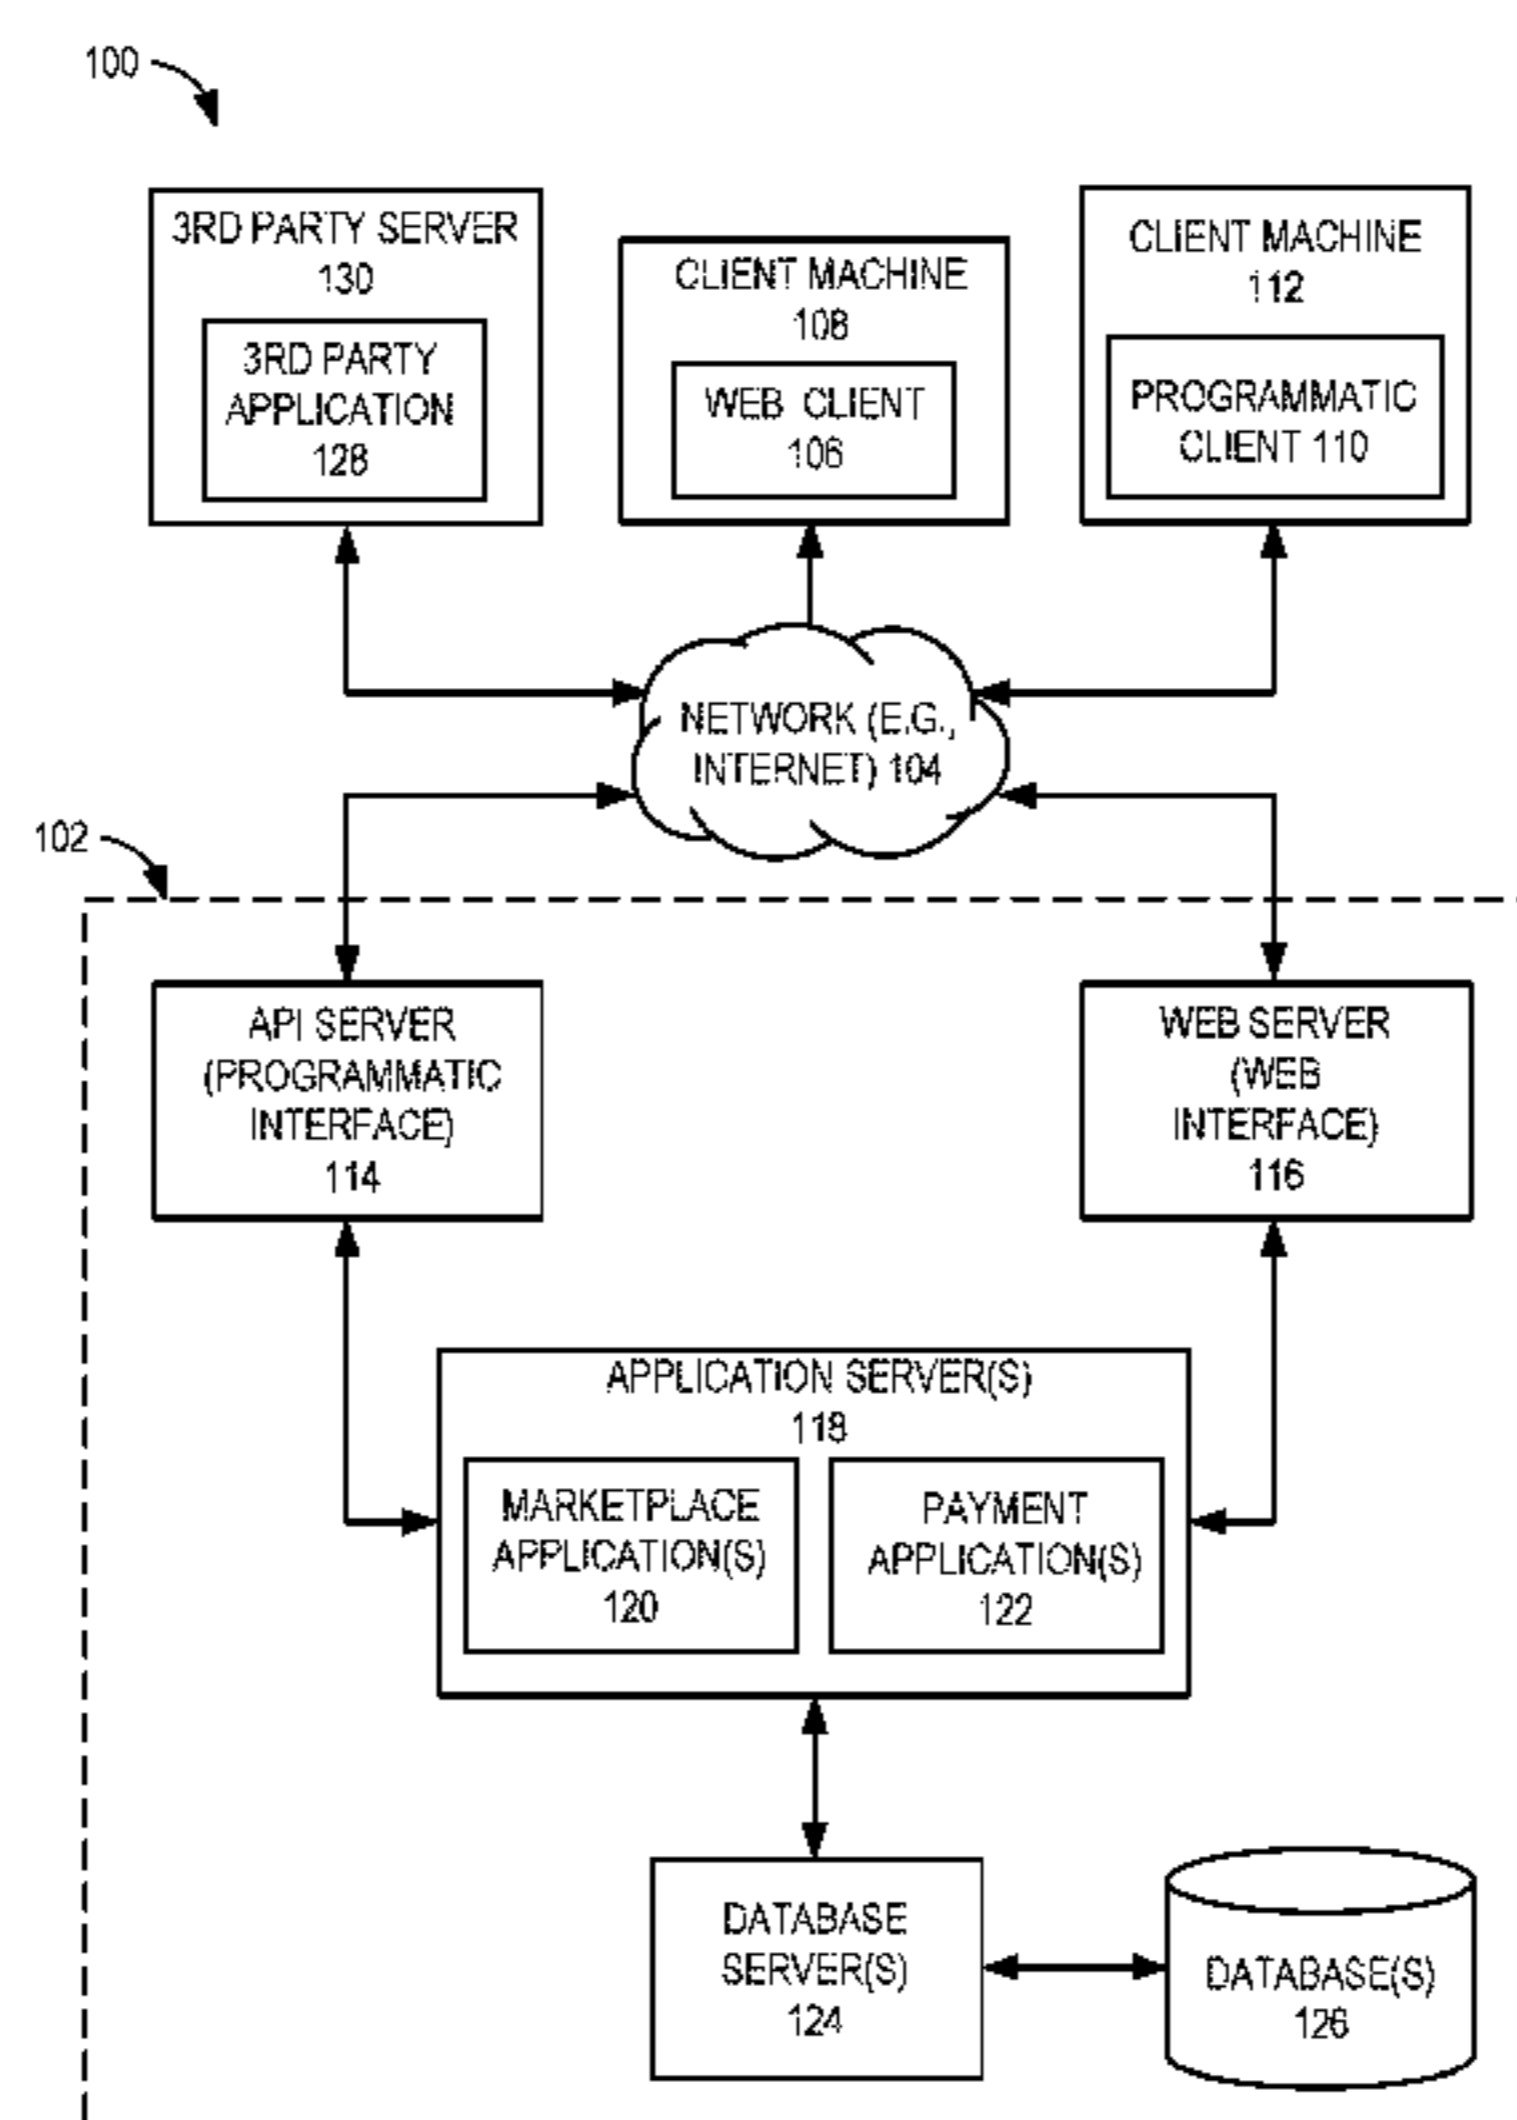 100
3RD PARTY SERVER
130
3RD PARTY
APPLICATION
128
CLIENT MACHINE
108
WEB CLIENT
106
CLIENT MACHINE
112
PROGRAMMATIC
CLIENT 110
NETWORK (E.G.,
INTERNET) 104
102
API SERVER
(PROGRAMMATIC
INTERFACE)
114
WEB SERVER
(WEB
INTERFACE)
116
APPLICATION SERVER(S)
118
MARKETPLACE
APPLICATION(S)
120
PAYMENT
APPLICATION(S)
122
DATABASE
SERVER(S)
124
DATABASE(S)
126